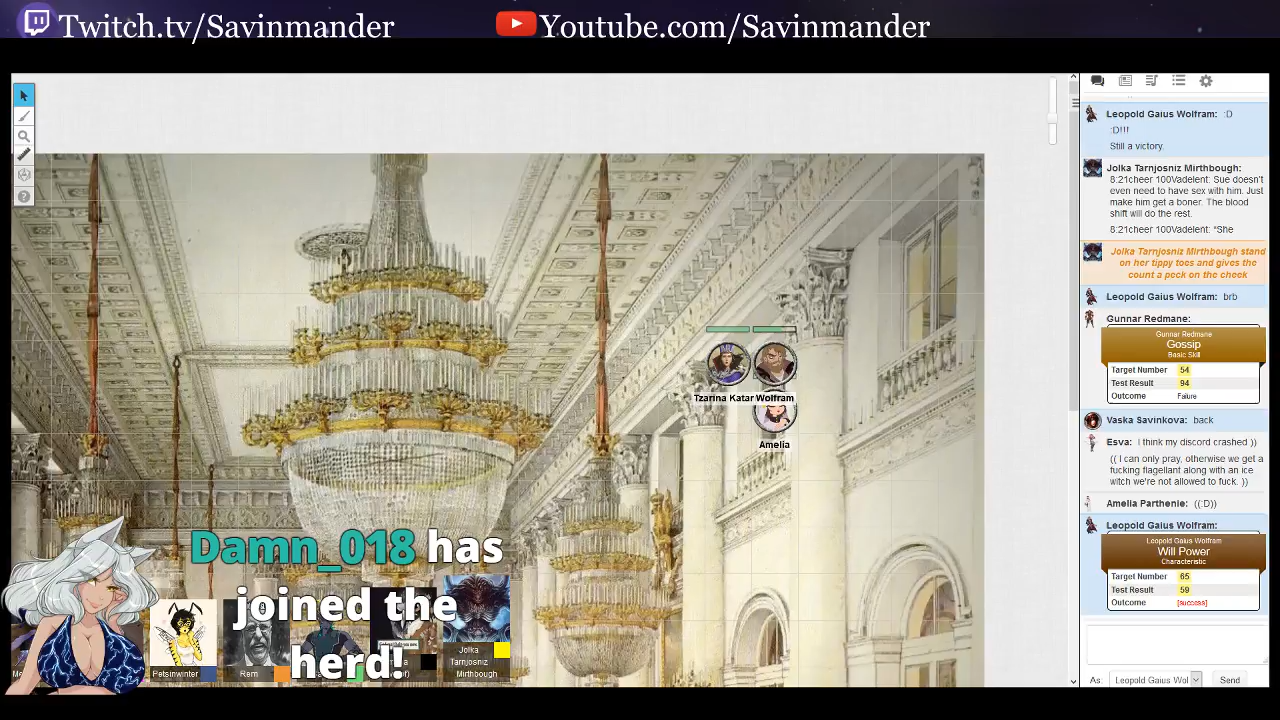 Twitch.tv/Savinmander
Youtube.com/Savinmander
Leopold Gaius Wolfram: :D
:D!!!
Still a victory.
Jolka Tarnjosniz Mirthbough:
8:21cheer 100Vadelent: Sue doesn't
even need to have sex with him. Just
make him get a boner. The blood
shift will do the rest.
8:21cheer 100Vadelent: *She
Jolka Tarnjosniz Mirthbough stand
on her tippy toes and gives the
count a peck on the cheek
Leopold Gaius Wolfram: brb
Gunnar Redmane:
Gunnar Redmane
Gossip
Basic Skill
Target Number 54
Test Result 94
Outcome Failure
Vaska Savinkova: back
Esva: I think my discord crashed ))
(( I can only pray, otherwise we get a
fucking flagellant along with an ice
witch we're not allowed to fuck. ))
Amelia Parthenie: ((:D))
Leopold Gaius Wolfram:
Leopold Gaius Wolfram
Will Power
Characteristic
Target Number 65
Test Result 59
Outcome [success]
As: Leopold Gaius Wol Send
Tzarina Katar Wolfram
Amelia
Damn_018 has
joined the
herd!
Petsinwinter
Rem
Jolka
Tarnjosniz
Mirthbough